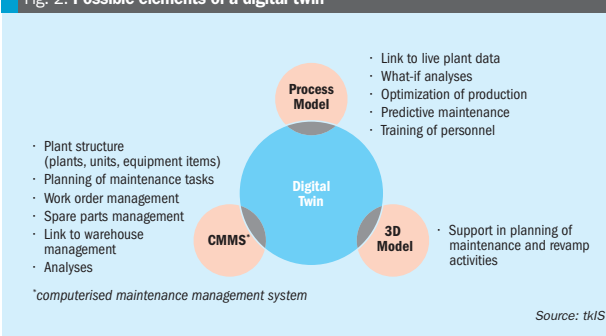 Fig. 2: Possible elements of a digital twin
· Link to live plant data
· What-if analyses
· Optimization of production
· Predictive maintenance
· Training of personnel
Process
Model
· Plant structure
(plants, units, equipment items)
· Planning of maintenance tasks
· Work order management
· Spare parts management
· Link to warehouse
management
· Analyses
Digital
Twin
CMMS*
3D
Model
· Support in planning of
maintenance and revamp
activities
*computerised maintenance management system
Source: tkIS